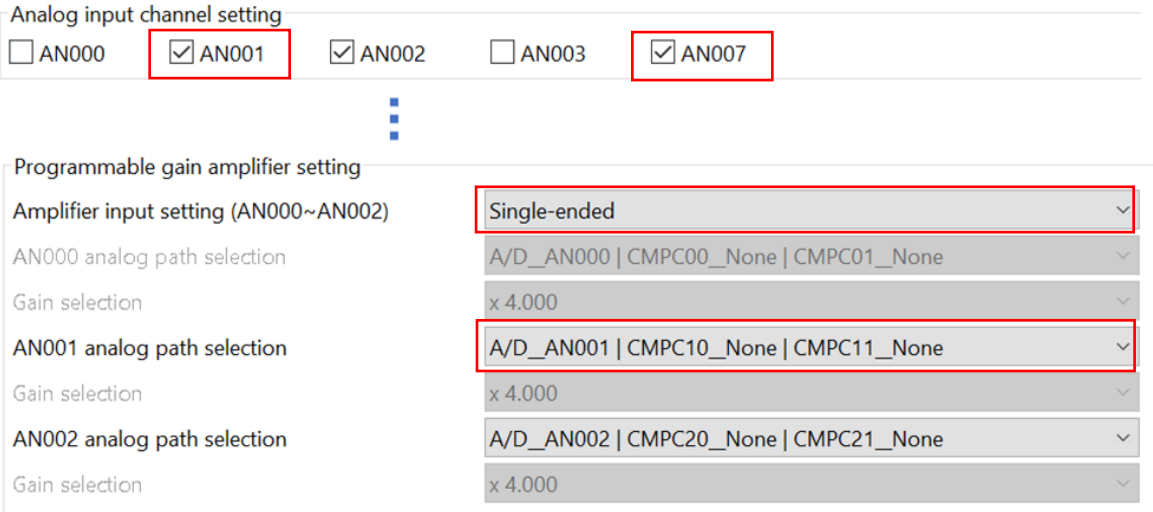 Analog input channel setting
AN000 AN001 AN002 AN003 AN007
Programmable gain amplifier setting
Amplifier input setting (AN000~AN002) Single-ended
AN000 analog path selection A/D__AN000 | CMPC00__None | CMPC01__None
Gain selection x 4.000
AN001 analog path selection A/D__AN001 | CMPC10__None | CMPC11__None
Gain selection x 4.000
AN002 analog path selection A/D__AN002 | CMPC20__None | CMPC21__None
Gain selection x 4.000